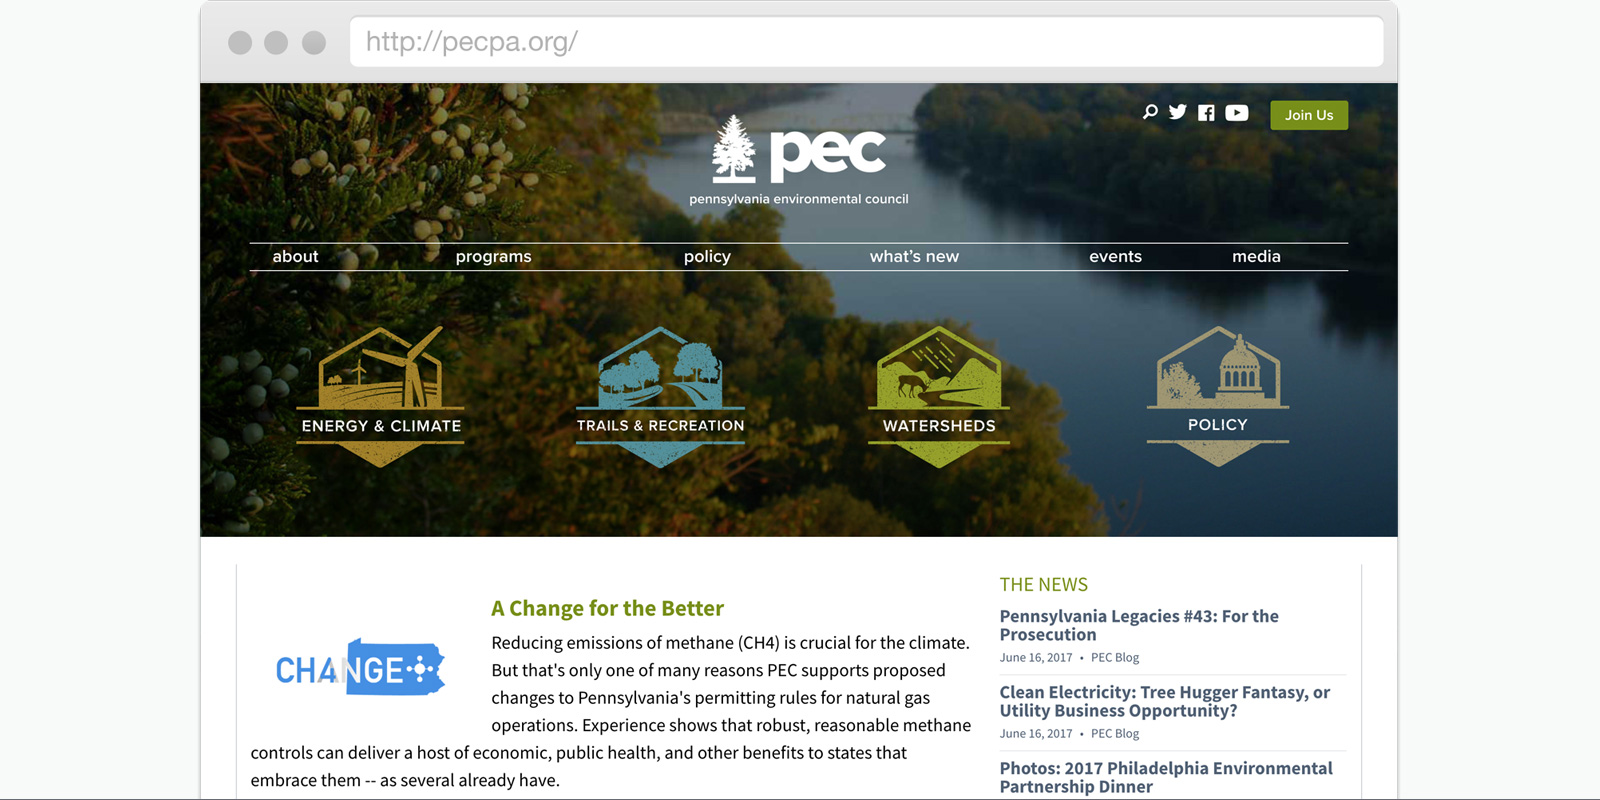 http://pecpa.org/
Join Us
pec
pennsylvania environmental council
about programs policy what's new events media
ENERGY & CLIMATE
TRAILS & RECREATION
WATERSHEDS
POLICY
CHANGE
A Change for the Better
Reducing emissions of methane (CH4) is crucial for the climate.
But that's only one of many reasons PEC supports proposed
changes to Pennsylvania's permitting rules for natural gas
operations. Experience shows that robust, reasonable methane
controls can deliver a host of economic, public health, and other benefits to states that
embrace them -- as several already have.
THE NEWS
Pennsylvania Legacies #43: For the
Prosecution
June 16, 2017 • PEC Blog
Clean Electricity: Tree Hugger Fantasy, or
Utility Business Opportunity?
June 16, 2017 • PEC Blog
Photos: 2017 Philadelphia Environmental
Partnership Dinner